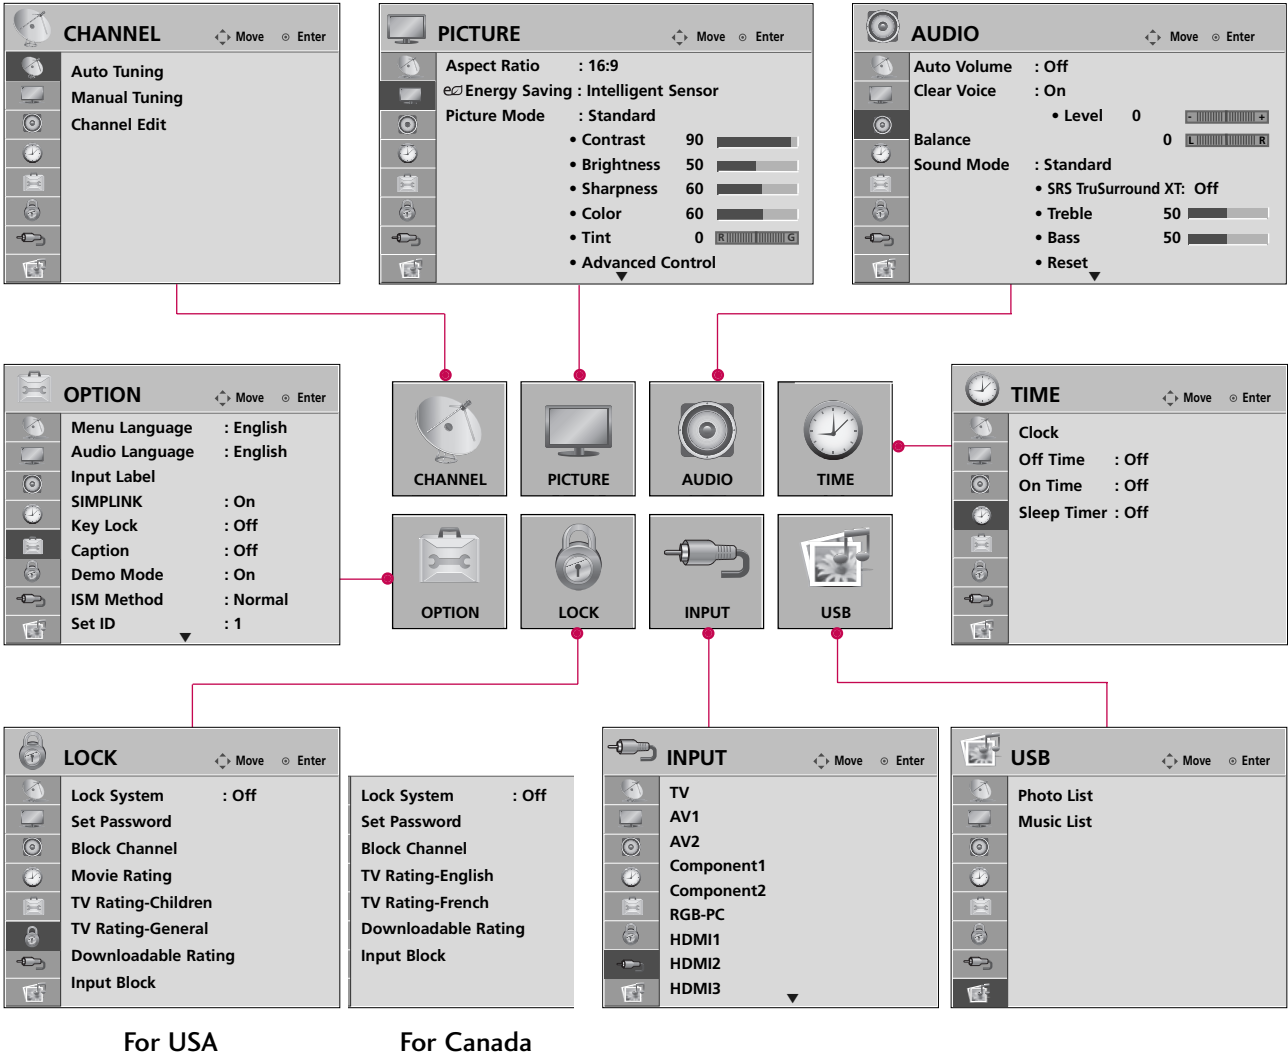 CHANNEL Move Enter
Auto Tuning
Manual Tuning
Channel Edit
PICTURE Move Enter
Aspect Ratio : 16:9
Energy Saving : Intelligent Sensor
Picture Mode : Standard
• Contrast 90
• Brightness 50
• Sharpness 60
• Color 60
• Tint 0 R G
• Advanced Control
AUDIO Move Enter
Auto Volume : Off
Clear Voice : On
• Level 0 - +
Balance 0 L R
Sound Mode : Standard
• SRS TruSurround XT: Off
• Treble 50
• Bass 50
• Reset
OPTION Move Enter
Menu Language : English
Audio Language : English
Input Label
SIMPLINK : On
Key Lock : Off
Caption : Off
Demo Mode : On
ISM Method : Normal
Set ID : 1
CHANNEL
PICTURE
AUDIO
TIME
OPTION
LOCK
INPUT
USB
TIME Move Enter
Clock
Off Time : Off
On Time : Off
Sleep Timer : Off
LOCK Move Enter
Lock System : Off
Set Password
Block Channel
Movie Rating
TV Rating-Children
TV Rating-General
Downloadable Rating
Input Block
For USA
Lock System : Off
Set Password
Block Channel
TV Rating-English
TV Rating-French
Downloadable Rating
Input Block
For Canada
INPUT Move Enter
TV
AV1
AV2
Component1
Component2
RGB-PC
HDMI1
HDMI2
HDMI3
USB Move Enter
Photo List
Music List